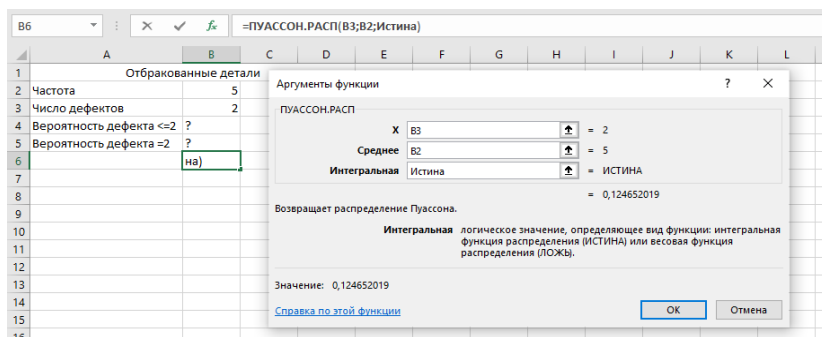 B6 =ПУАССОН.РАСП(B3;B2;Истина)
A B C D E F G H I J K L
1 Отбракованные детали
2 Частота 5
3 Число дефектов 2
4 Вероятность дефекта <=2 ?
5 Вероятность дефекта =2 ?
6 на)
7
8
9
10
11
12
13
14
15
16
Аргументы функции ? ×
ПУАССОН.РАСП
X B3 = 2
Среднее B2 = 5
Интегральная Истина = ИСТИНА
= 0,124652019
Возвращает распределение Пуассона.
Интегральная логическое значение, определяющее вид функции: интегральная
функция распределения (ИСТИНА) или весовая функция
распределения (ЛОЖЬ).
Значение: 0,124652019
Справка по этой функции ОК Отмена